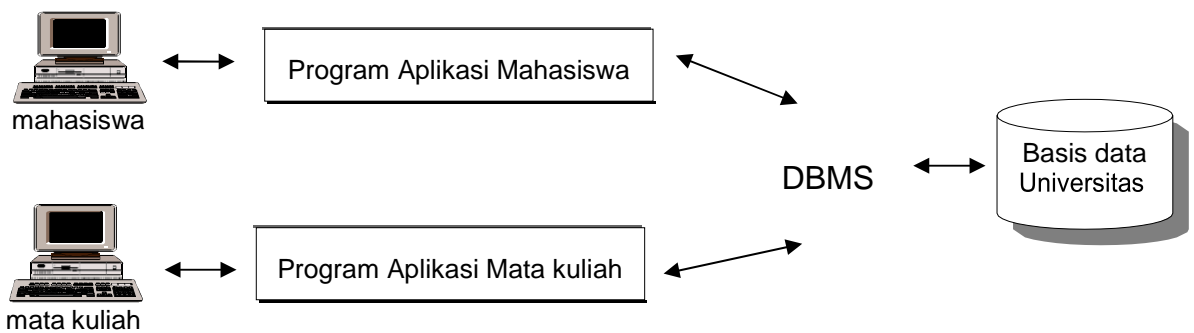 Program Aplikasi Mahasiswa
mahasiswa
DBMS
Basis data
Universitas
Program Aplikasi Mata kuliah
mata kuliah